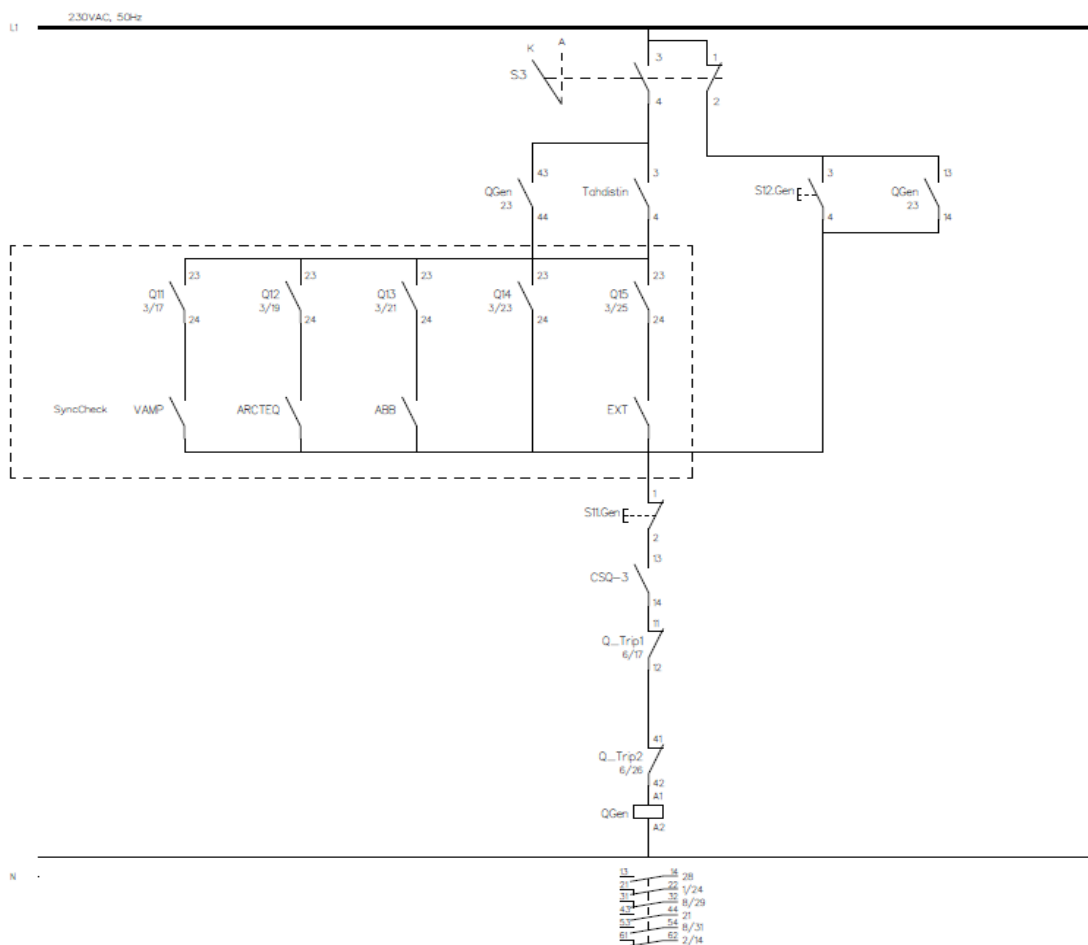 230VAC, 50Hz
L1
K A
S3
3 1
4 2
43 3 3 13
QGen Tahdistin S12.Gen QGen
23 23
44 4 4 14
23 23 23 23 23
Q11 Q12 Q13 Q14 Q15
3/17 3/19 3/21 3/23 3/25
24 24 24 24 24
SyncCheck VAMP ARCTEQ ABB EXT
1
S11.Gen
2
13
CSQ-3
14
11
Q_Trip1
6/17
12
41
Q_Trip2
6/26
42
A1
QGen
A2
N
13 14 28
21 22 1/24
31 32 8/29
43 44 21
53 54 8/31
61 62 2/14